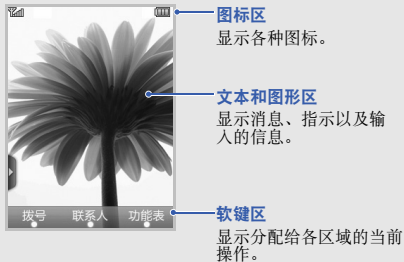 图标区
显示各种图标。
文本和图形区
显示消息、指示以及输
入的信息。
拨号 联系人 功能表
软键区
显示分配给各区域的当前
操作。